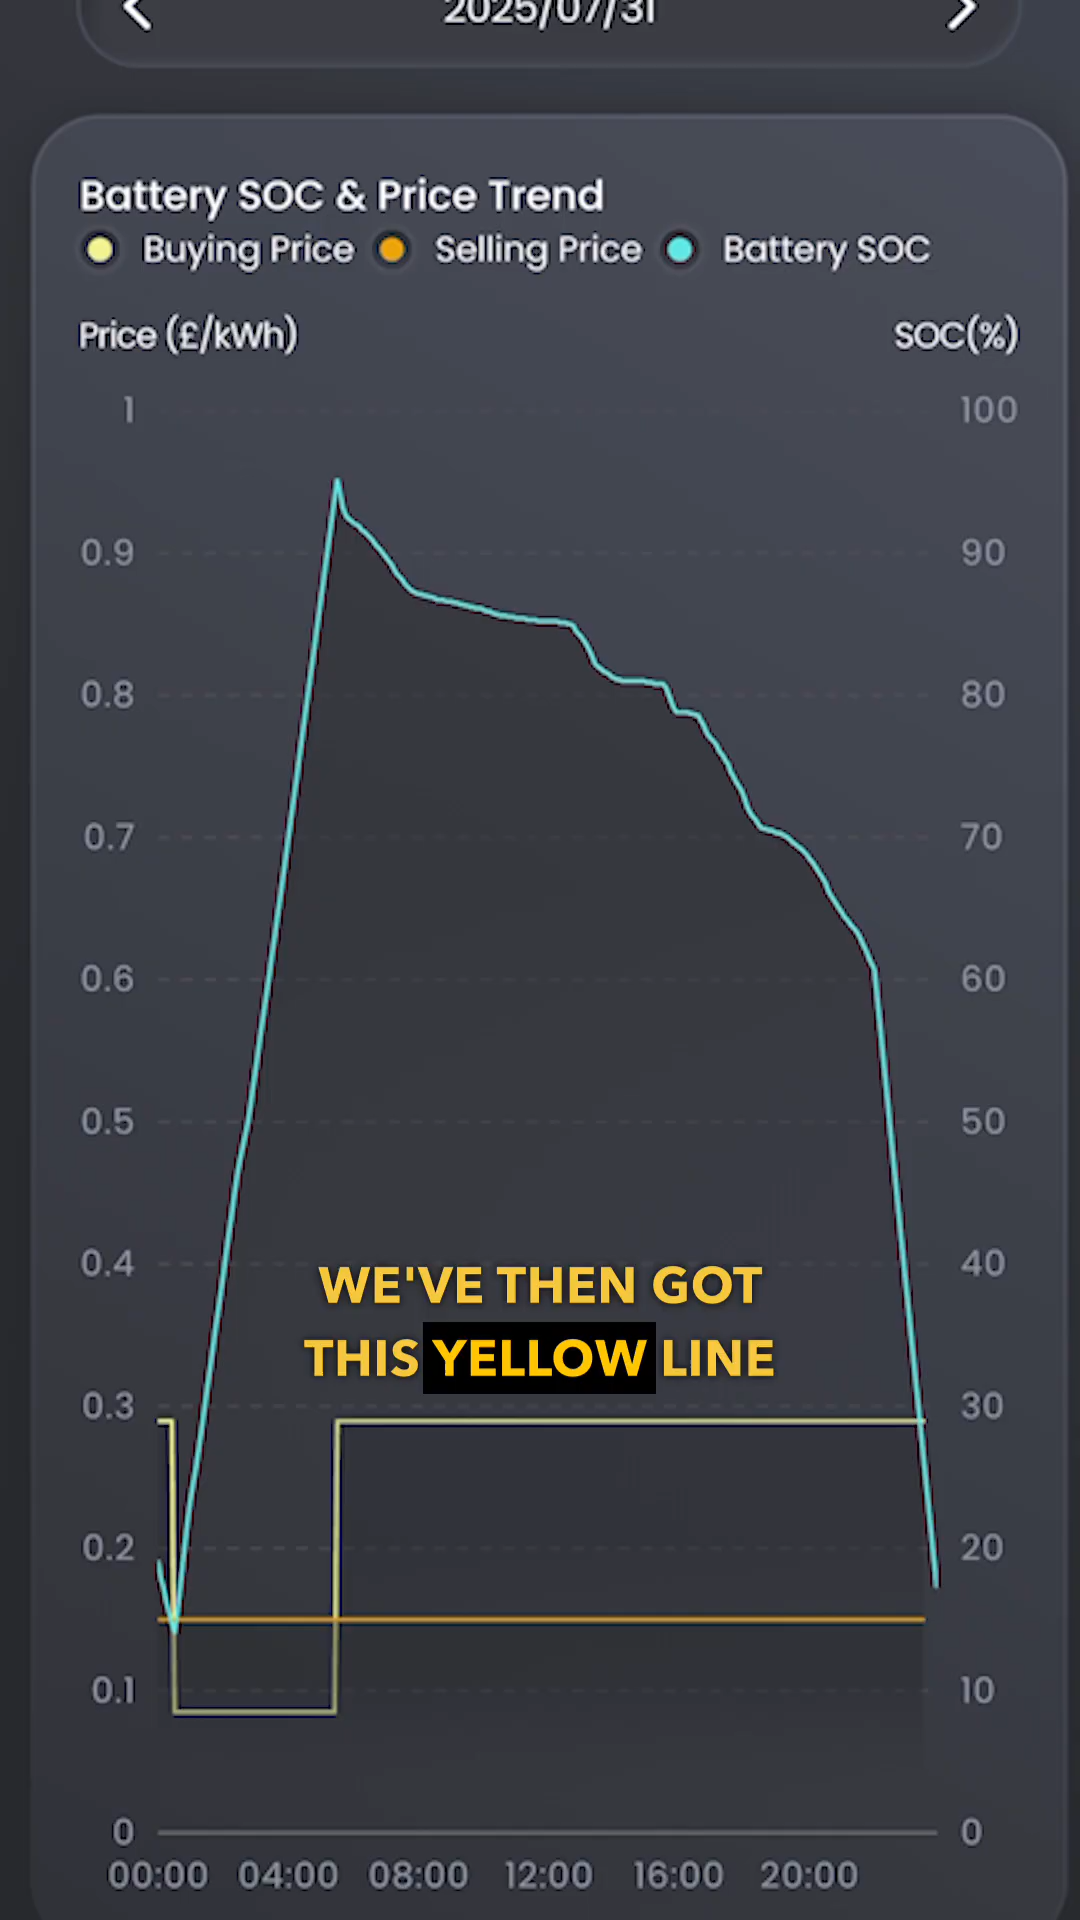 2025/07/31
Battery SOC & Price Trend
Buying Price Selling Price Battery SOC
Price (£/kWh) SOC(%)
1 100
0.9 90
0.8 80
0.7 70
0.6 60
0.5 50
0.4 40
WE'VE THEN GOT
THIS YELLOW LINE
0.3 30
0.2 20
0.1 10
0 0
00:00 04:00 08:00 12:00 16:00 20:00